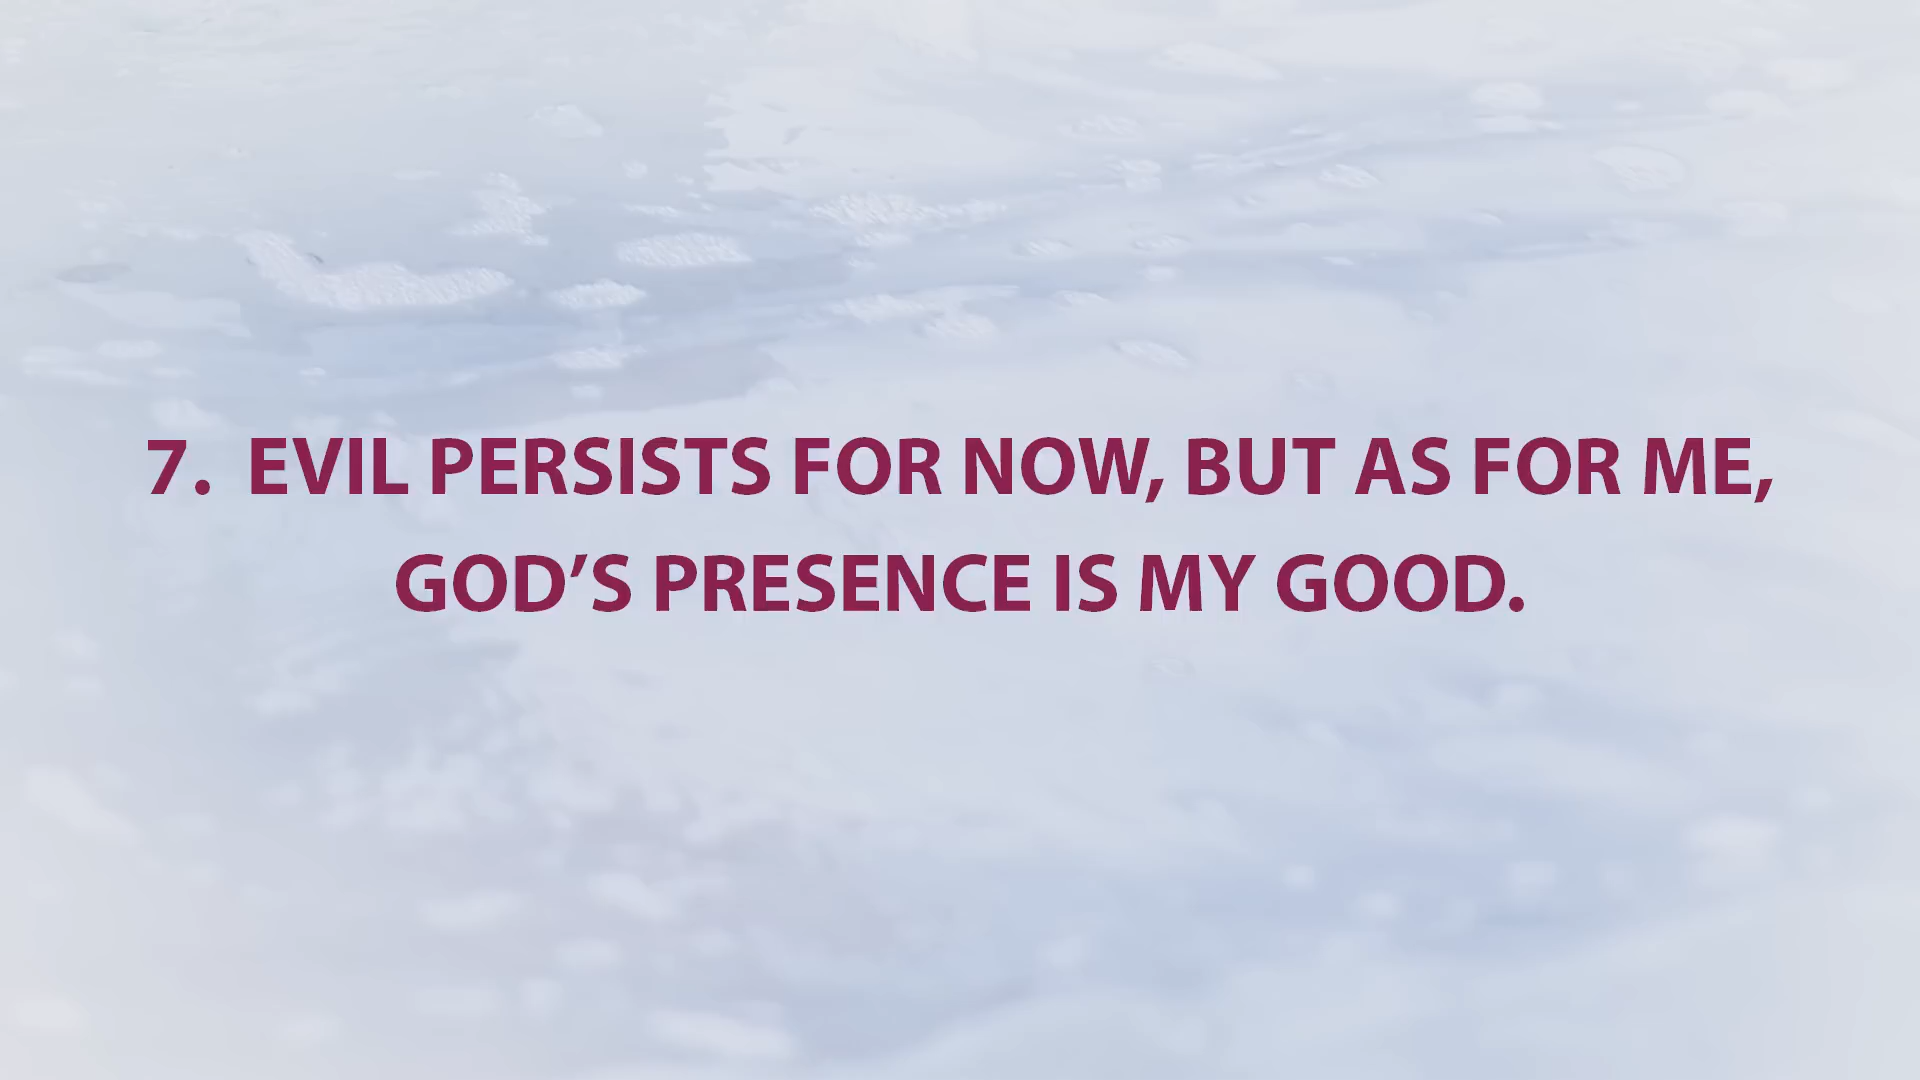 7.  EVIL PERSISTS FOR NOW, BUT AS FOR ME,
GOD’S PRESENCE IS MY GOOD.